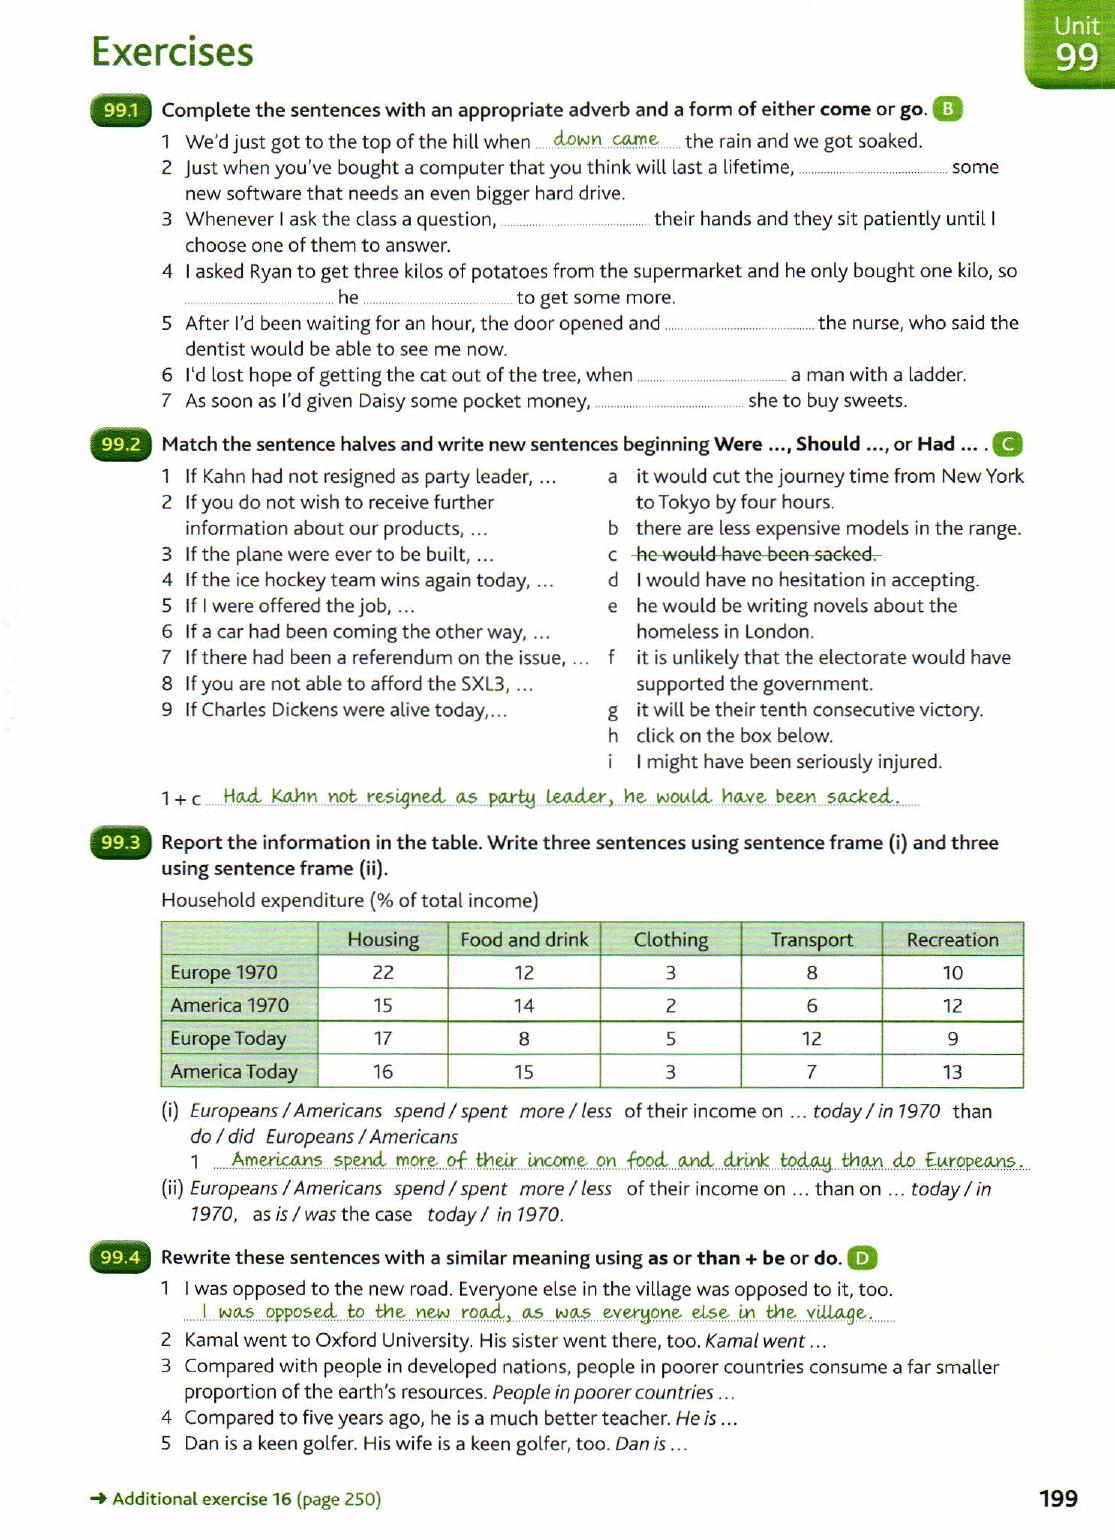 Exercises
Unit
99
99.1 Complete the sentences with an appropriate adverb and a form of either come or go. B
1 We'd just got to the top of the hill when down came the rain and we got soaked.
2 Just when you've bought a computer that you think will last a lifetime, some
new software that needs an even bigger hard drive.
3 Whenever I ask the class a question, their hands and they sit patiently until I
choose one of them to answer.
4 I asked Ryan to get three kilos of potatoes from the supermarket and he only bought one kilo, so
he to get some more.
5 After I'd been waiting for an hour, the door opened and the nurse, who said the
dentist would be able to see me now.
6 I'd lost hope of getting the cat out of the tree, when a man with a ladder.
7 As soon as I'd given Daisy some pocket money, she to buy sweets.
99.2 Match the sentence halves and write new sentences beginning Were ..., Should ..., or Had ... . C
1 If Kahn had not resigned as party leader, ...
2 If you do not wish to receive further
information about our products, ...
3 If the plane were ever to be built, ...
4 If the ice hockey team wins again today, ...
5 If I were offered the job, ...
6 If a car had been coming the other way, ...
7 If there had been a referendum on the issue, ...
8 If you are not able to afford the SXL3, ...
9 If Charles Dickens were alive today,...
a it would cut the journey time from New York
to Tokyo by four hours.
b there are less expensive models in the range.
c he would have been sacked.
d I would have no hesitation in accepting.
e he would be writing novels about the
homeless in London.
f it is unlikely that the electorate would have
supported the government.
g it will be their tenth consecutive victory.
h click on the box below.
i I might have been seriously injured.
1 + c Had Kahn not resigned as party leader, he would have been sacked.
99.3 Report the information in the table. Write three sentences using sentence frame (i) and three
using sentence frame (ii).
Household expenditure (% of total income)
Housing Food and drink Clothing Transport Recreation
Europe 1970 22 12 3 8 10
America 1970 15 14 2 6 12
Europe Today 17 8 5 12 9
America Today 16 15 3 7 13
(i) Europeans / Americans spend / spent more / less of their income on ... today / in 1970 than
do / did Europeans / Americans
1 Americans spend more of their income on food and drink today than do Europeans.
(ii) Europeans / Americans spend / spent more / less of their income on ... than on ... today / in
1970, as is / was the case today / in 1970.
99.4 Rewrite these sentences with a similar meaning using as or than + be or do. D
1 I was opposed to the new road. Everyone else in the village was opposed to it, too.
I was opposed to the new road, as was everyone else in the village.
2 Kamal went to Oxford University. His sister went there, too. Kamal went ...
3 Compared with people in developed nations, people in poorer countries consume a far smaller
proportion of the earth's resources. People in poorer countries ...
4 Compared to five years ago, he is a much better teacher. He is ...
5 Dan is a keen golfer. His wife is a keen golfer, too. Dan is ...
➜ Additional exercise 16 (page 250)
199